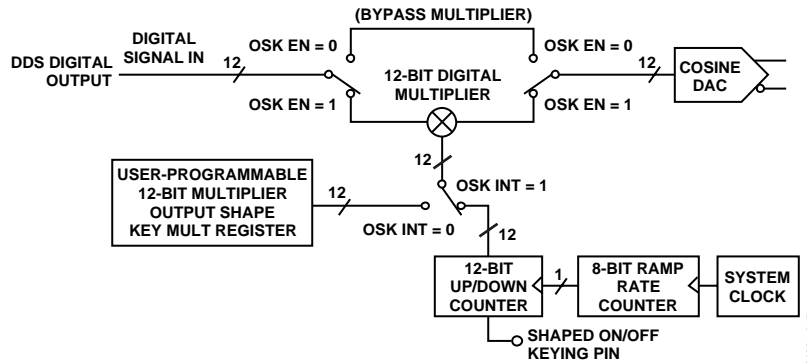 (BYPASS MULTIPLIER)
DIGITAL
SIGNAL IN
OSK EN = 0
OSK EN = 0
DDS DIGITAL
OUTPUT
12
12-BIT DIGITAL
MULTIPLIER
12
COSINE
DAC
OSK EN = 1
OSK EN = 1
12
USER-PROGRAMMABLE
12-BIT MULTIPLIER
OUTPUT SHAPE
KEY MULT REGISTER
12
OSK INT = 1
OSK INT = 0
12
12-BIT
UP/DOWN
COUNTER
1
8-BIT RAMP
RATE
COUNTER
SYSTEM
CLOCK
SHAPED ON/OFF
KEYING PIN